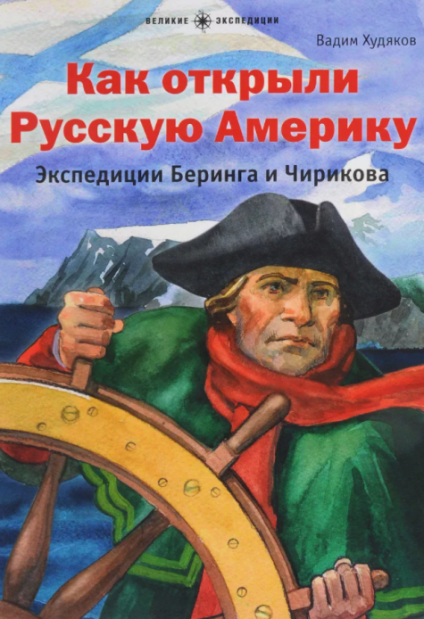 ВЕЛИКИЕ ЭКСПЕДИЦИИ
Вадим Худяков
Как открыли
Русскую Америку
Экспедиции Беринга и Чирикова